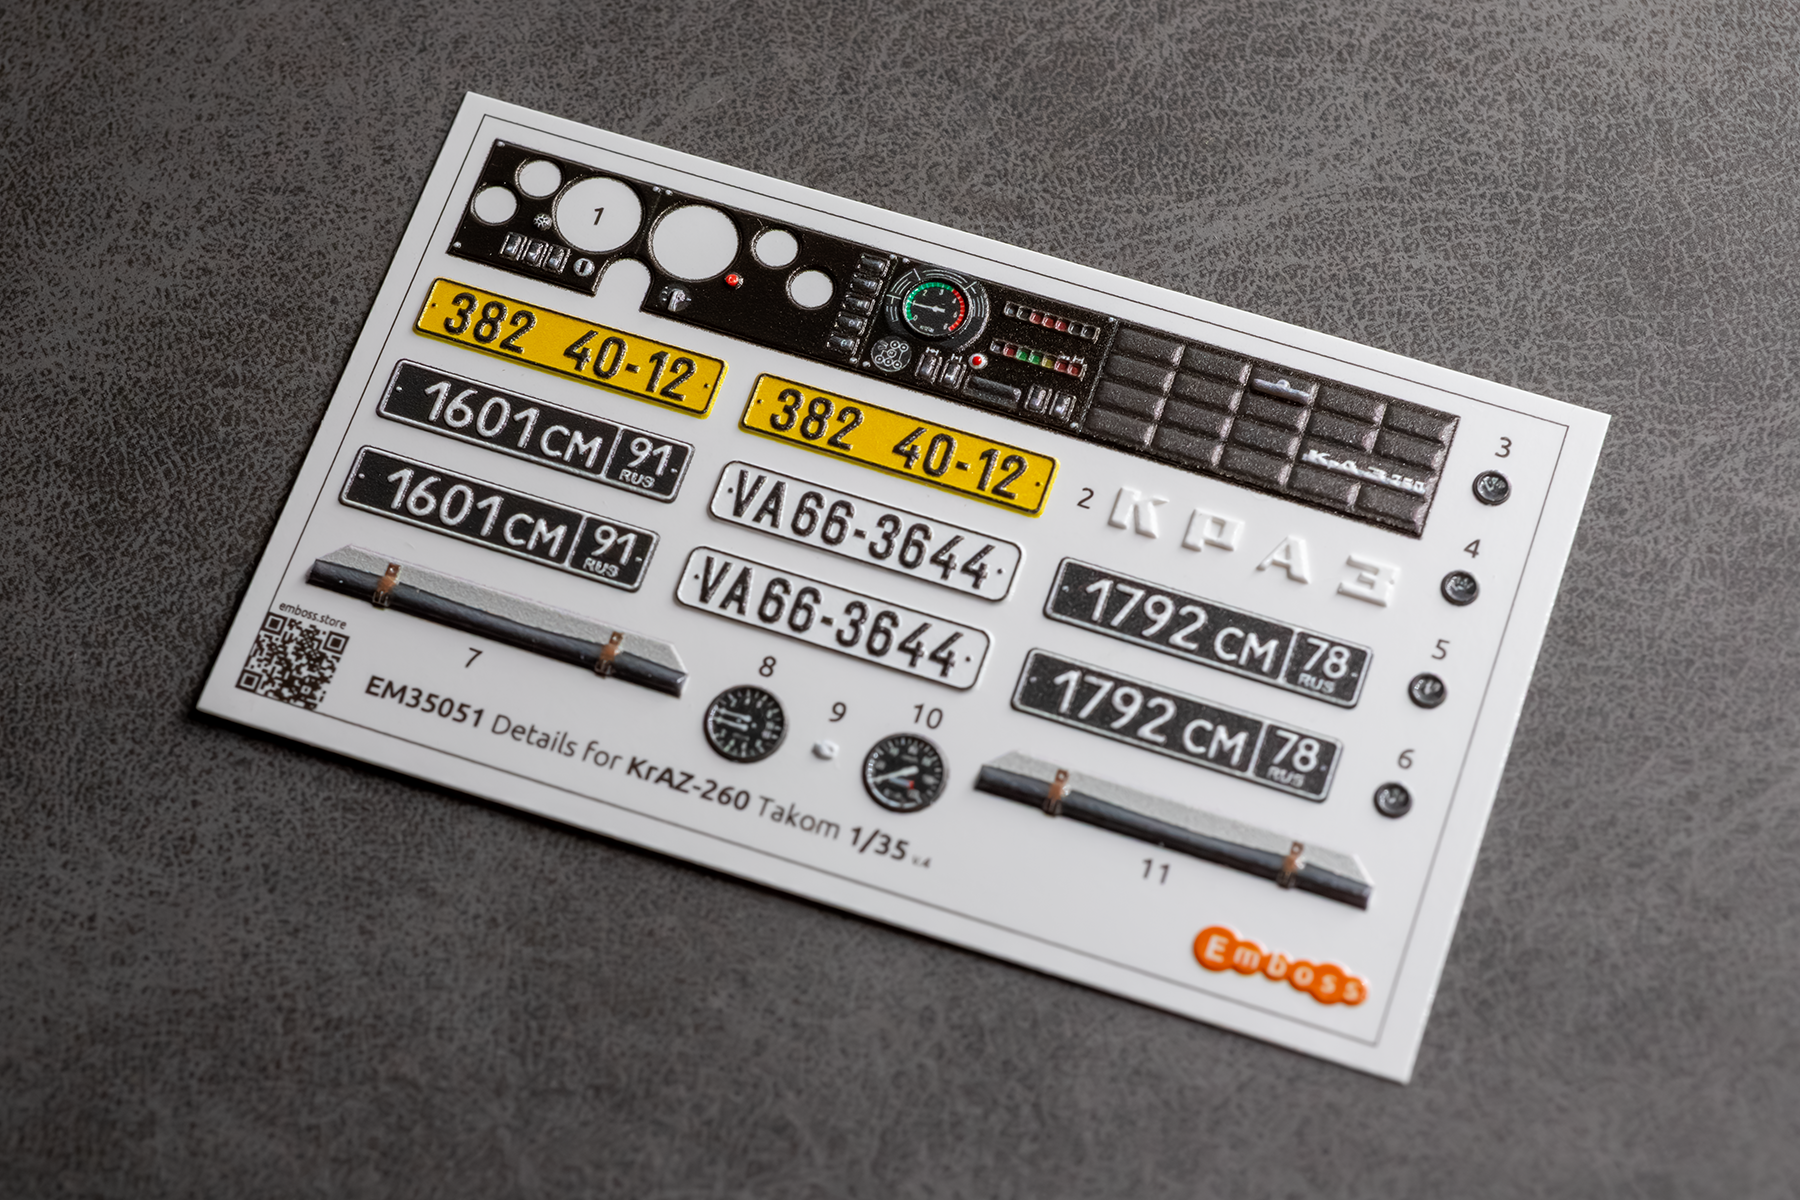 1
382 40-12
1601 СМ 91
RUS
382 40-12
1601 СМ 91
RUS
VA66-3644
VA66-3644
2
КРАЗ
3
4
5
6
1792 СМ 78
RUS
1792 СМ 78
RUS
emboss.store
7
8
9
10
11
EM35051 Details for KrAZ-260 Takom 1/35 v.4
Emboss